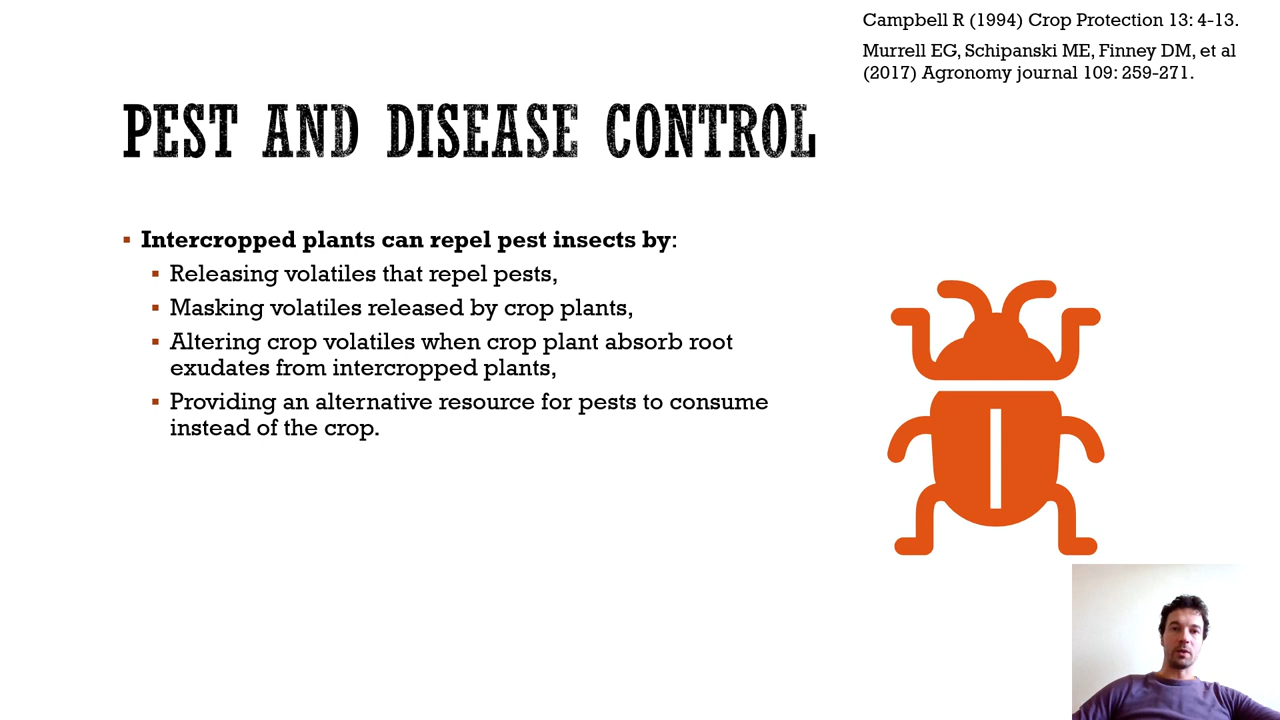 Campbell R (1994) Crop Protection 13: 4-13.
Murrell EG, Schipanski ME, Finney DM, et al
(2017) Agronomy journal 109: 259-271.
PEST AND DISEASE CONTROL
▪ Intercropped plants can repel pest insects by:
▪ Releasing volatiles that repel pests,
▪ Masking volatiles released by crop plants,
▪ Altering crop volatiles when crop plant absorb root
exudates from intercropped plants,
▪ Providing an alternative resource for pests to consume
instead of the crop.